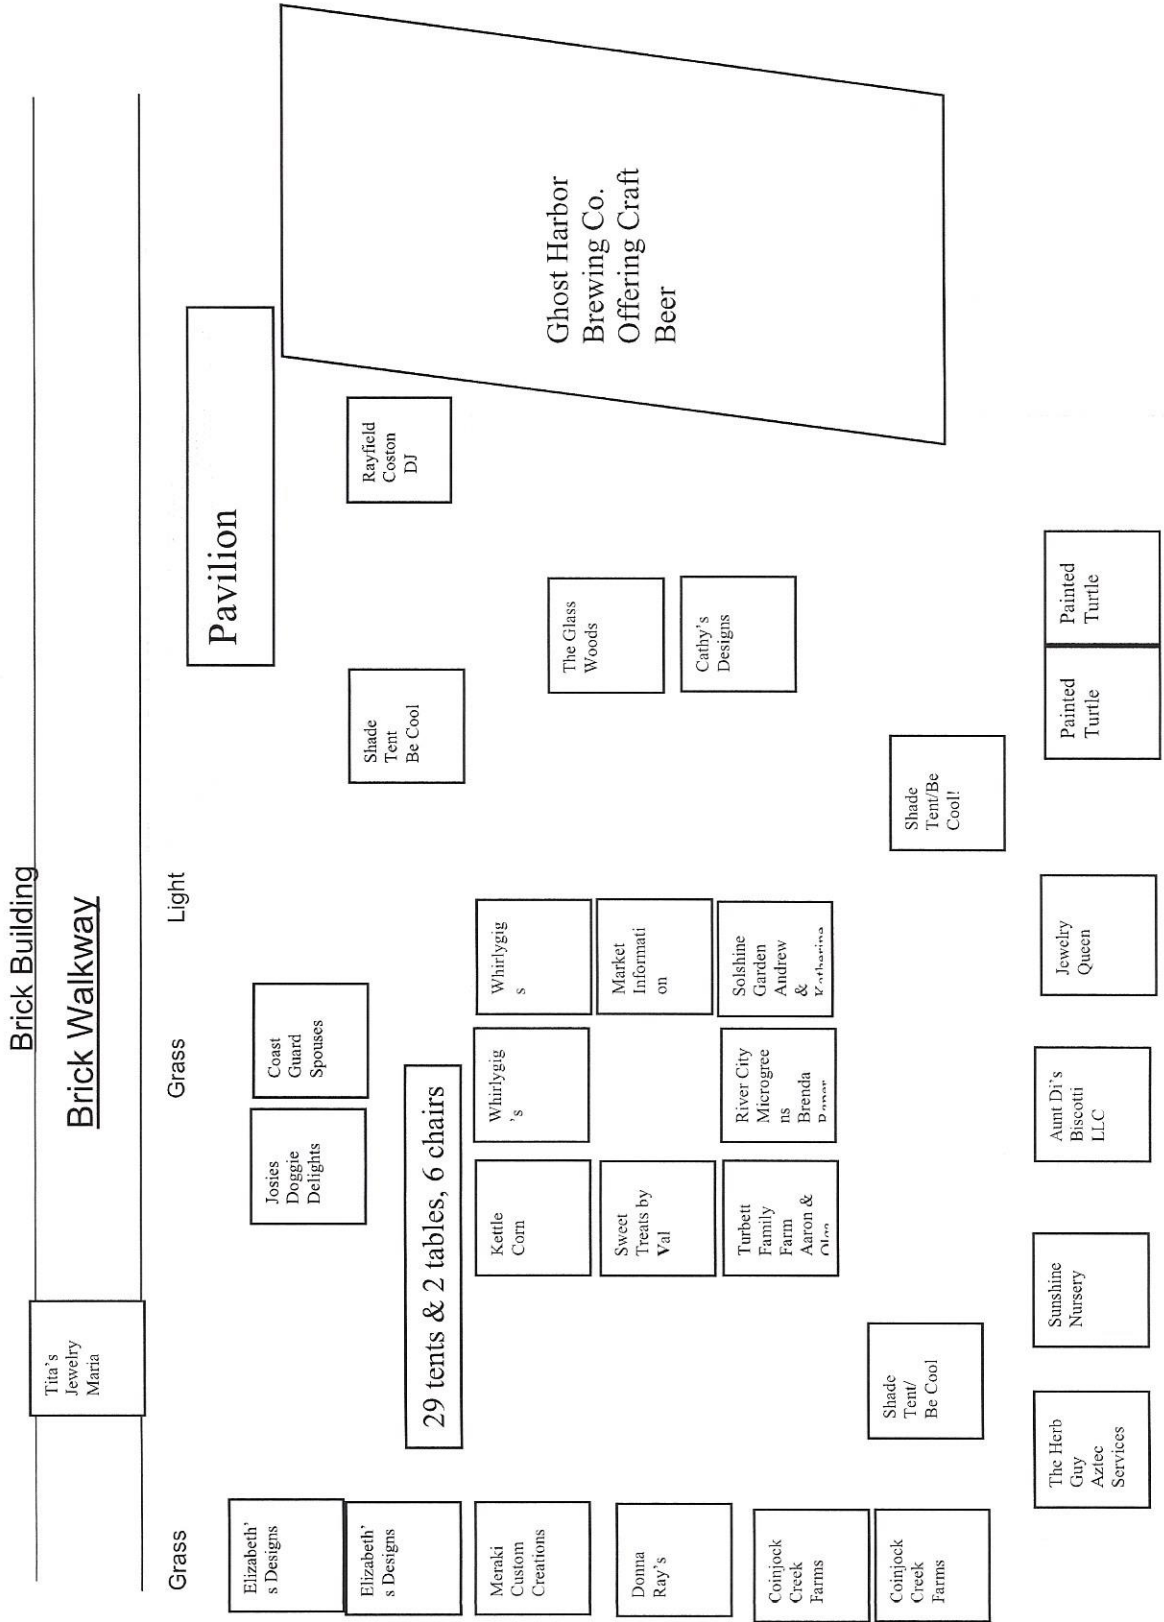 Brick Building
Tita's
Jewelry
Maria
Brick Walkway
Grass
Grass
Light
Pavilion
Elizabeth'
s Designs
Josies
Doggie
Delights
Coast
Guard
Spouses
Elizabeth'
s Designs
Shade
Tent
Be Cool
Rayfield
Coston
DJ
29 tents & 2 tables, 6 chairs
Meraki
Custom
Creations
Kettle
Corn
Whirlygig
's
Whirlygig
s
The Glass
Woods
Ghost Harbor
Brewing Co.
Offering Craft
Beer
Donna
Ray's
Sweet
Treats by
Val
Market
Informati
on
Cathy's
Designs
Coinjock
Creek
Farms
Turbett
Family
Farm
Aaron &
River City
Microgree
ns
Brenda
Solshine
Garden
Andrew
&
Coinjock
Creek
Farms
Shade
Tent/
Be Cool
Shade
Tent/Be
Cool!
The Herb
Guy
Aztec
Services
Sunshine
Nursery
Aunt Di's
Biscotti
LLC
Jewelry
Queen
Painted
Turtle
Painted
Turtle